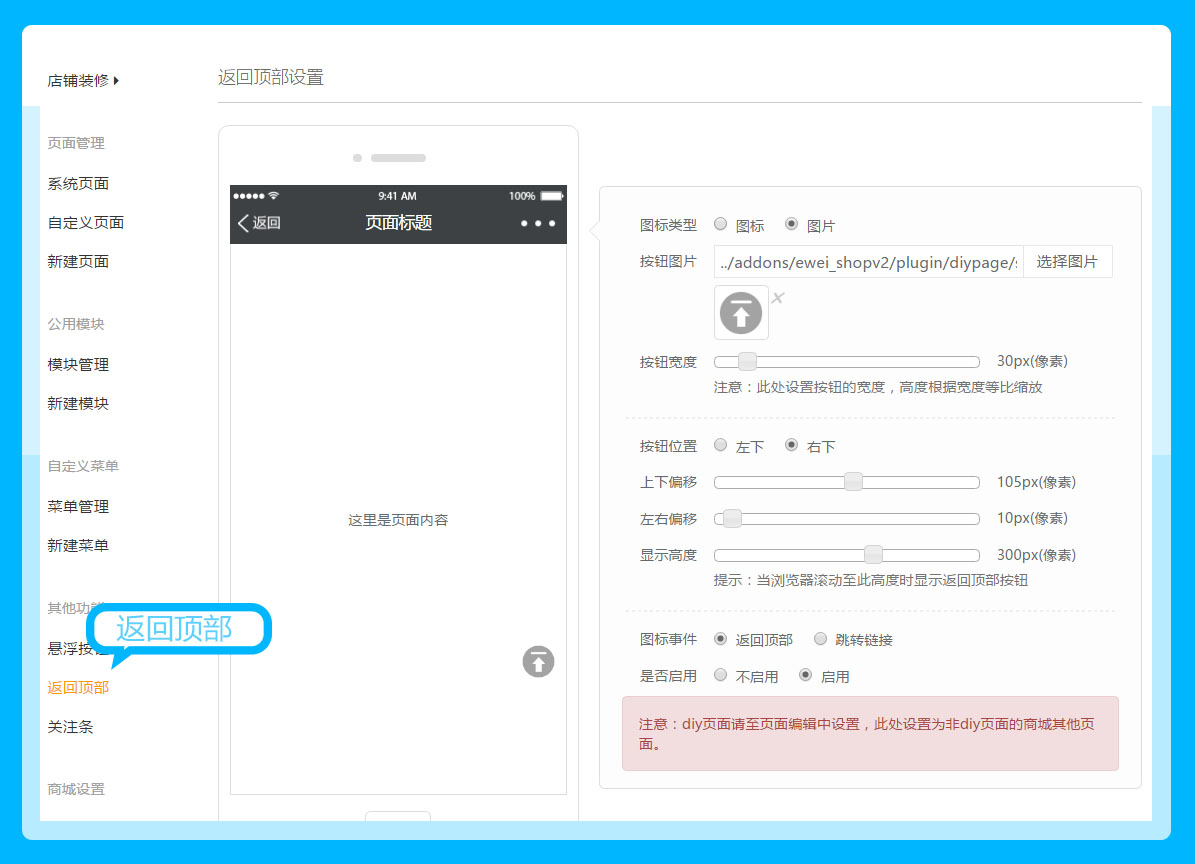 店铺装修
返回顶部设置
页面管理
系统页面
自定义页面
新建页面
公用模块
模块管理
新建模块
自定义菜单
菜单管理
新建菜单
其他功能
返回顶部
悬浮按钮
返回顶部
关注条
商城设置
9:41 AM
100%
返回
页面标题
这里是页面内容
图标类型 图标 图片
按钮图片 ../addons/ewei_shopv2/plugin/diypage/s 选择图片
按钮宽度 30px(像素)
注意：此处设置按钮的宽度，高度根据宽度等比缩放
按钮位置 左下 右下
上下偏移 105px(像素)
左右偏移 10px(像素)
显示高度 300px(像素)
提示：当浏览器滚动至此高度时显示返回顶部按钮
图标事件 返回顶部 跳转链接
是否启用 不启用 启用
注意：diy页面请至页面编辑中设置，此处设置为非diy页面的商城其他页
面。